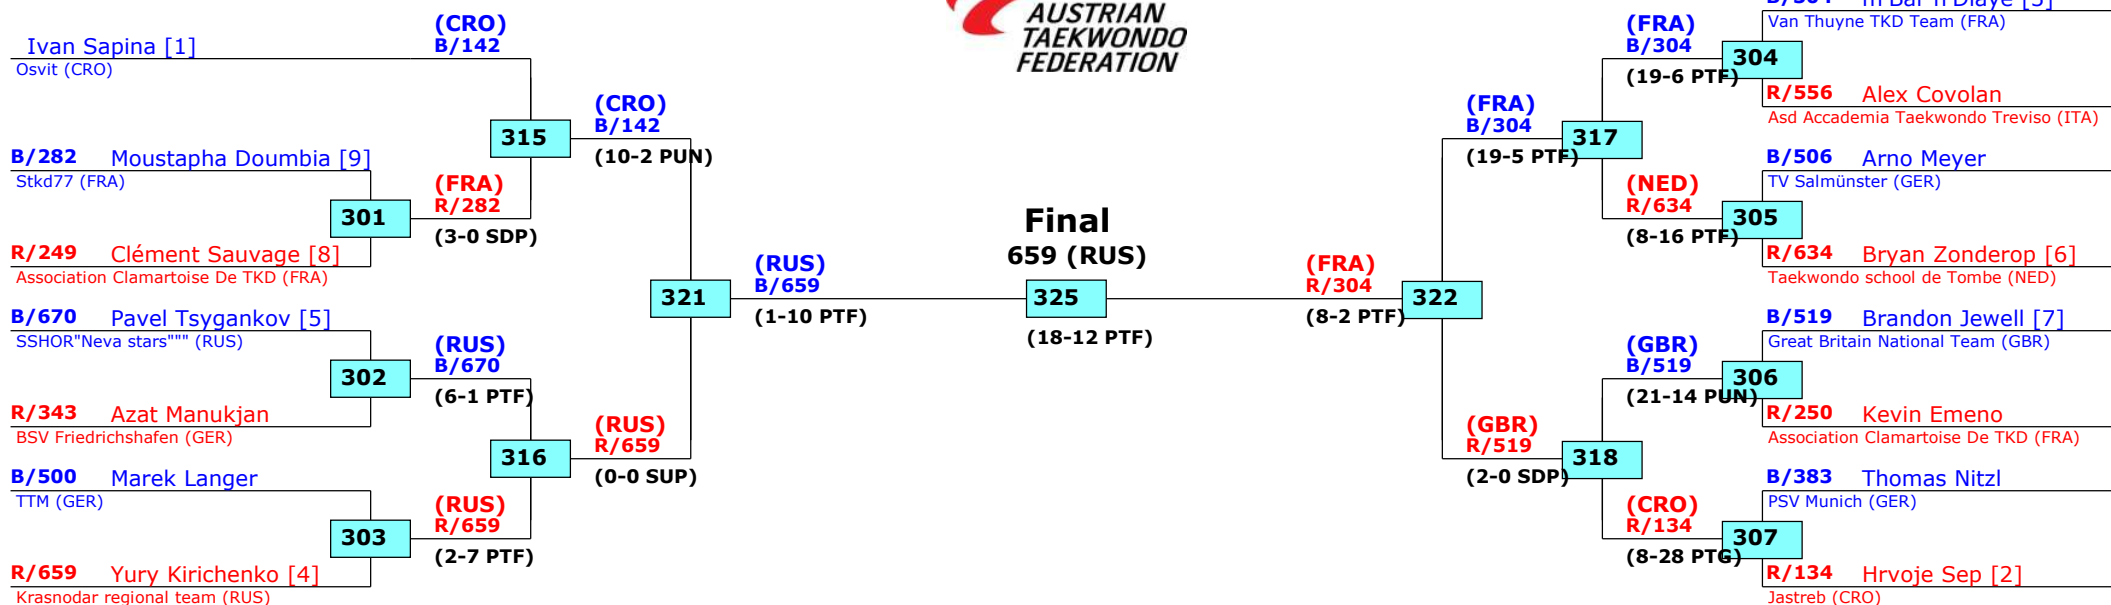 AUSTRIAN
TAEKWONDO
FEDERATION
(CRO)
Ivan Sapina [1]
B/142
Osvit (CRO)
(CRO)
B/142
315
(10-2 PUN)
B/282 Moustapha Doumbia [9]
Stkd77 (FRA)
(FRA)
R/282
301
(3-0 SDP)
R/249 Clément Sauvage [8]
Association Clamartoise De TKD (FRA)
(RUS)
B/659
321
(1-10 PTF)
B/670 Pavel Tsygankov [5]
SSHOR"Neva stars""" (RUS)
(RUS)
B/670
302
(6-1 PTF)
R/343 Azat Manukjan
BSV Friedrichshafen (GER)
(RUS)
R/659
316
(0-0 SUP)
B/500 Marek Langer
TTM (GER)
(RUS)
R/659
303
(2-7 PTF)
R/659 Yury Kirichenko [4]
Krasnodar regional team (RUS)
Final
659 (RUS)
325
(18-12 PTF)
Van Thuyne TKD Team (FRA)
(FRA)
B/304
304
(19-6 PTF)
R/556 Alex Covolan
Asd Accademia Taekwondo Treviso (ITA)
(FRA)
B/304
317
(19-5 PTF)
B/506 Arno Meyer
TV Salmünster (GER)
(NED)
R/634
305
(8-16 PTF)
R/634 Bryan Zonderop [6]
Taekwondo school de Tombe (NED)
(FRA)
R/304
322
(8-2 PTF)
B/519 Brandon Jewell [7]
Great Britain National Team (GBR)
(GBR)
B/519
306
(21-14 PUN)
R/250 Kevin Emeno
Association Clamartoise De TKD (FRA)
(GBR)
R/519
318
(2-0 SDP)
B/383 Thomas Nitzl
PSV Munich (GER)
(CRO)
R/134
307
(8-28 PTG)
R/134 Hrvoje Sep [2]
Jastreb (CRO)